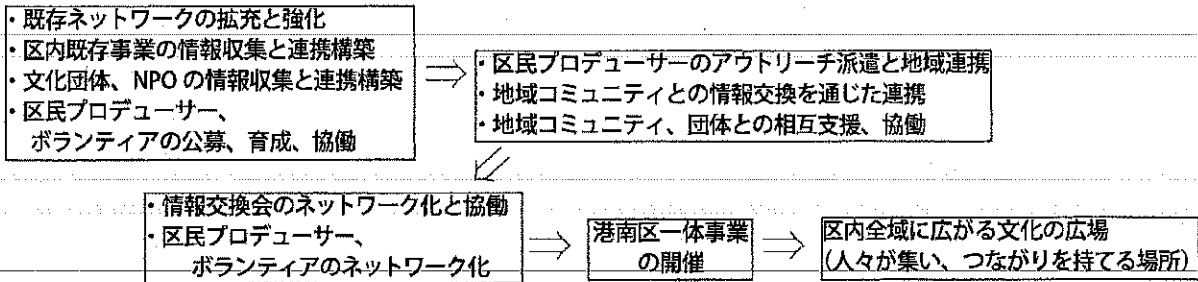 ・既存ネットワークの拡充と強化
・区内既存事業の情報収集と連携構築
・文化団体、NPOの情報収集と連携構築
・区民プロデューサー、
ボランティアの公募、育成、協働
・区民プロデューサーのアウトリーチ派遣と地域連携
・地域コミュニティとの情報交換を通じた連携
・地域コミュニティ、団体との相互支援、協働
・情報交換会のネットワーク化と協働
・区民プロデューサー、
ボランティアのネットワーク化
港南区一体事業
の開催
区内全域に広がる文化の広場
(人々が集い、つながりを持てる場所)